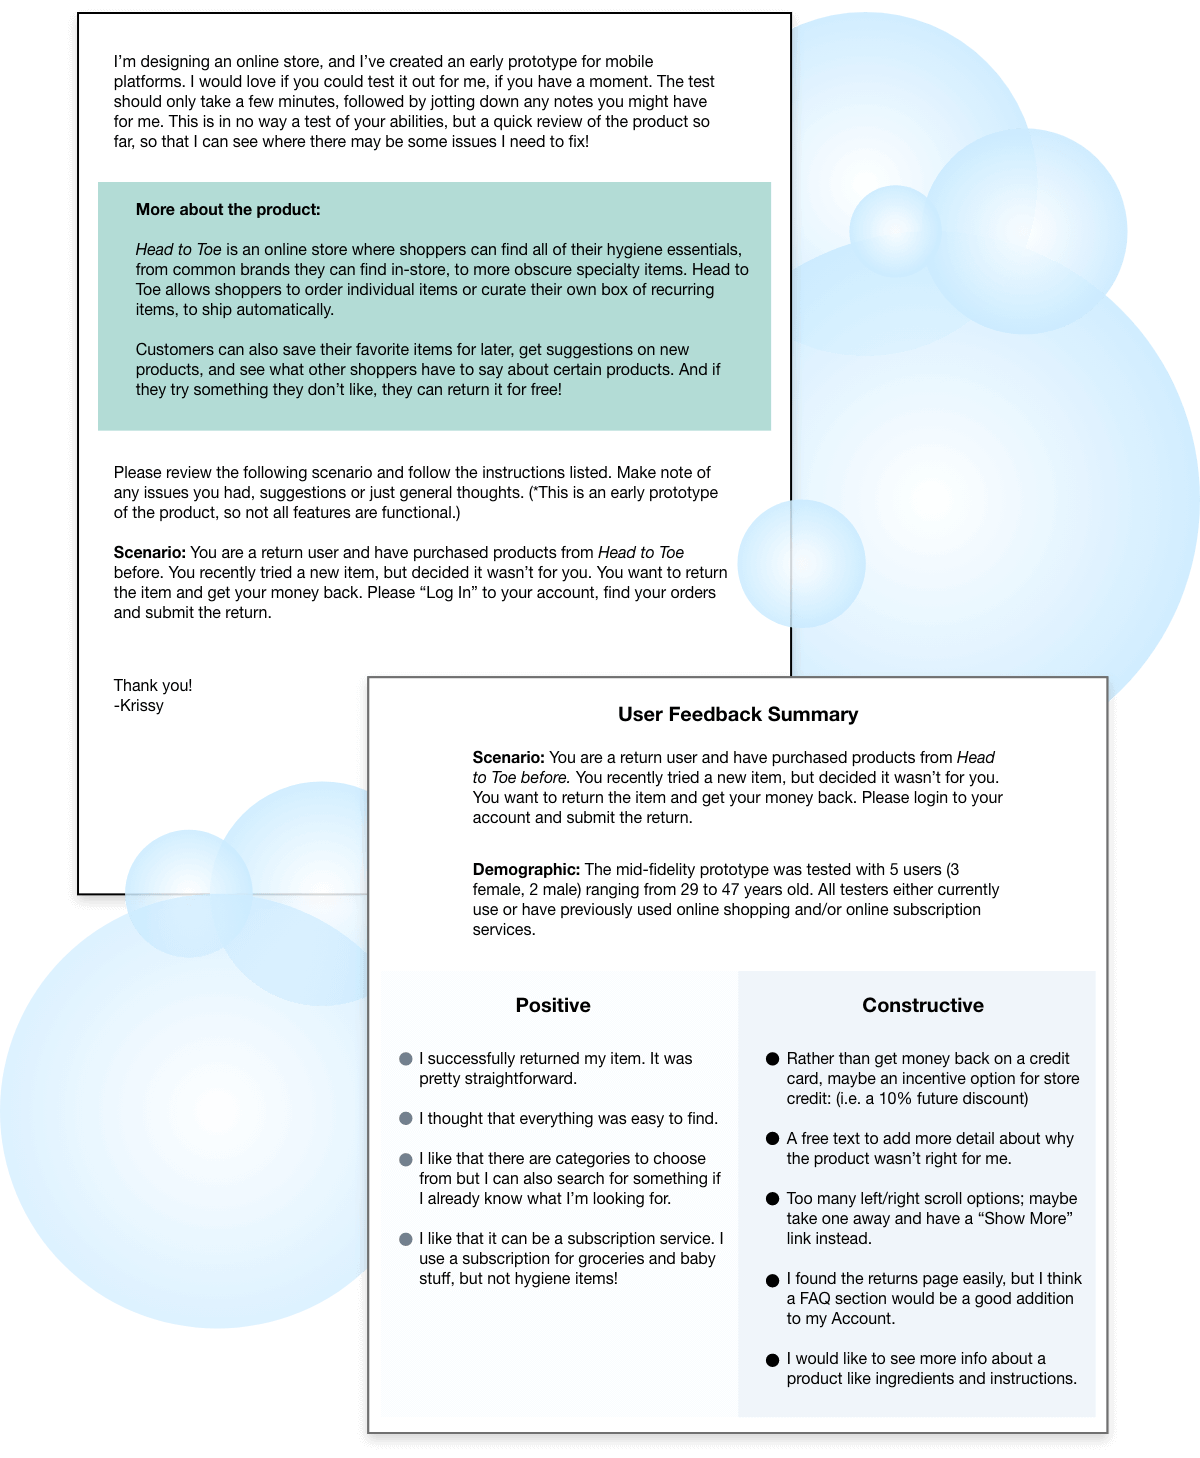 I’m designing an online store, and I’ve created an early prototype for mobile
platforms. I would love if you could test it out for me, if you have a moment. The test
should only take a few minutes, followed by jotting down any notes you might have
for me. This is in no way a test of your abilities, but a quick review of the product so
far, so that I can see where there may be some issues I need to fix!
More about the product:
Head to Toe is an online store where shoppers can find all of their hygiene essentials,
from common brands they can find in-store, to more obscure specialty items. Head to
Toe allows shoppers to order individual items or curate their own box of recurring
items, to ship automatically.
Customers can also save their favorite items for later, get suggestions on new
products, and see what other shoppers have to say about certain products. And if
they try something they don’t like, they can return it for free!
Please review the following scenario and follow the instructions listed. Make note of
any issues you had, suggestions or just general thoughts. (*This is an early prototype
of the product, so not all features are functional.)
Scenario: You are a return user and have purchased products from Head to Toe
before. You recently tried a new item, but decided it wasn’t for you. You want to return
the item and get your money back. Please “Log In” to your account, find your orders
and submit the return.
Thank you!
-Krissy
User Feedback Summary
Scenario: You are a return user and have purchased products from Head
to Toe before. You recently tried a new item, but decided it wasn’t for you.
You want to return the item and get your money back. Please login to your
account and submit the return.
Demographic: The mid-fidelity prototype was tested with 5 users (3
female, 2 male) ranging from 29 to 47 years old. All testers either currently
use or have previously used online shopping and/or online subscription
services.
Positive
I successfully returned my item. It was
pretty straightforward.
I thought that everything was easy to find.
I like that there are categories to choose
from but I can also search for something if
I already know what I’m looking for.
I like that it can be a subscription service. I
use a subscription for groceries and baby
stuff, but not hygiene items!
Constructive
Rather than get money back on a credit
card, maybe an incentive option for store
credit: (i.e. a 10% future discount)
A free text to add more detail about why
the product wasn’t right for me.
Too many left/right scroll options; maybe
take one away and have a “Show More”
link instead.
I found the returns page easily, but I think
a FAQ section would be a good addition
to my Account.
I would like to see more info about a
product like ingredients and instructions.